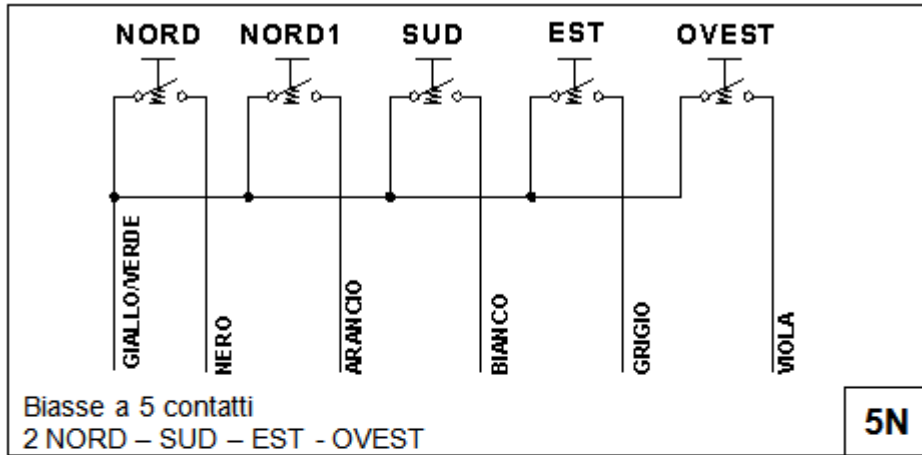 NORD NORD1 SUD EST OVEST
GIALLO/VERDE
NERO
ARANCIO
BIANCO
GRIGIO
VIOLA
Biasse a 5 contatti
2 NORD – SUD – EST - OVEST
5N